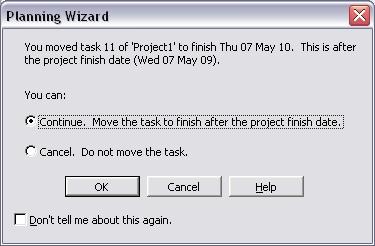 Planning Wizard
You moved task 11 of 'Project1' to finish Thu 07 May 10.  This is after
the project finish date (Wed 07 May 09).
You can:
Continue.  Move the task to finish after the project finish date.
Cancel.  Do not move the task.
OK
Cancel
Help
Don't tell me about this again.